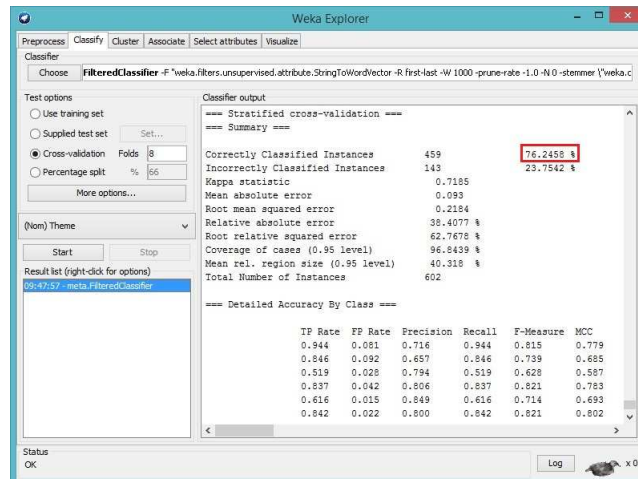 Weka Explorer
Preprocess Classify Cluster Associate Select attributes Visualize
Classifier
Choose FilteredClassifier -F "weka.filters.unsupervised.attribute.StringToWordVector -R first-last -W 1000 -prune-rate -1.0 -N 0 -stemmer \"weka.c
Test options
Use training set
Supplied test set Set...
Cross-validation Folds 8
Percentage split % 66
More options...
(Nom) Theme
Start Stop
Result list (right-click for options)
09:47:57 - meta.FilteredClassifier
Classifier output
=== Stratified cross-validation ===
=== Summary ===
Correctly Classified Instances 459 76.2458 %
Incorrectly Classified Instances 143 23.7542 %
Kappa statistic 0.7185
Mean absolute error 0.093
Root mean squared error 0.2184
Relative absolute error 38.4077 %
Root relative squared error 62.7678 %
Coverage of cases (0.95 level) 96.8439 %
Mean rel. region size (0.95 level) 40.318 %
Total Number of Instances 602
=== Detailed Accuracy By Class ===
TP Rate FP Rate Precision Recall F-Measure MCC
0.944 0.081 0.716 0.944 0.815 0.779
0.846 0.092 0.657 0.846 0.739 0.685
0.519 0.028 0.794 0.519 0.628 0.587
0.837 0.042 0.806 0.837 0.821 0.783
0.616 0.015 0.849 0.616 0.714 0.693
0.842 0.022 0.800 0.842 0.821 0.802
Status
OK
Log x 0